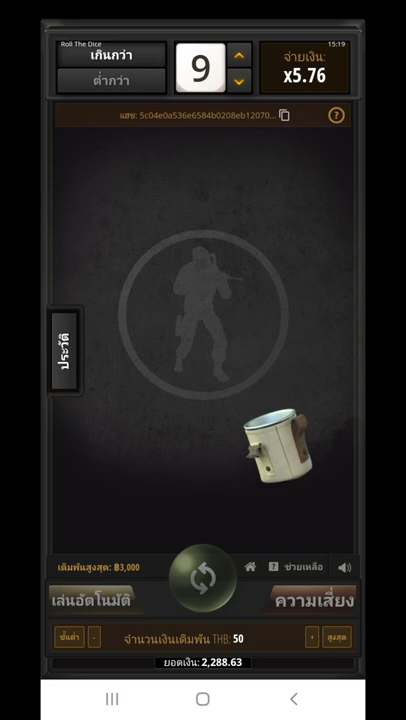 Roll The Dice
15:19
เกินกว่า
ต่ำกว่า
9
จ่ายเงิน:
x5.76
แฮช: 5c04e0a536e6584b0208eb12070...
?
ประวัติ
เดิมพันสูงสุด: ฿3,000
? ช่วยเหลือ
เล่นอัตโนมัติ
ความเสี่ยง
ขั้นต่ำ
-
จำนวนเงินเดิมพัน THB: 50
+
สูงสุด
ยอดเงิน: 2,288.63